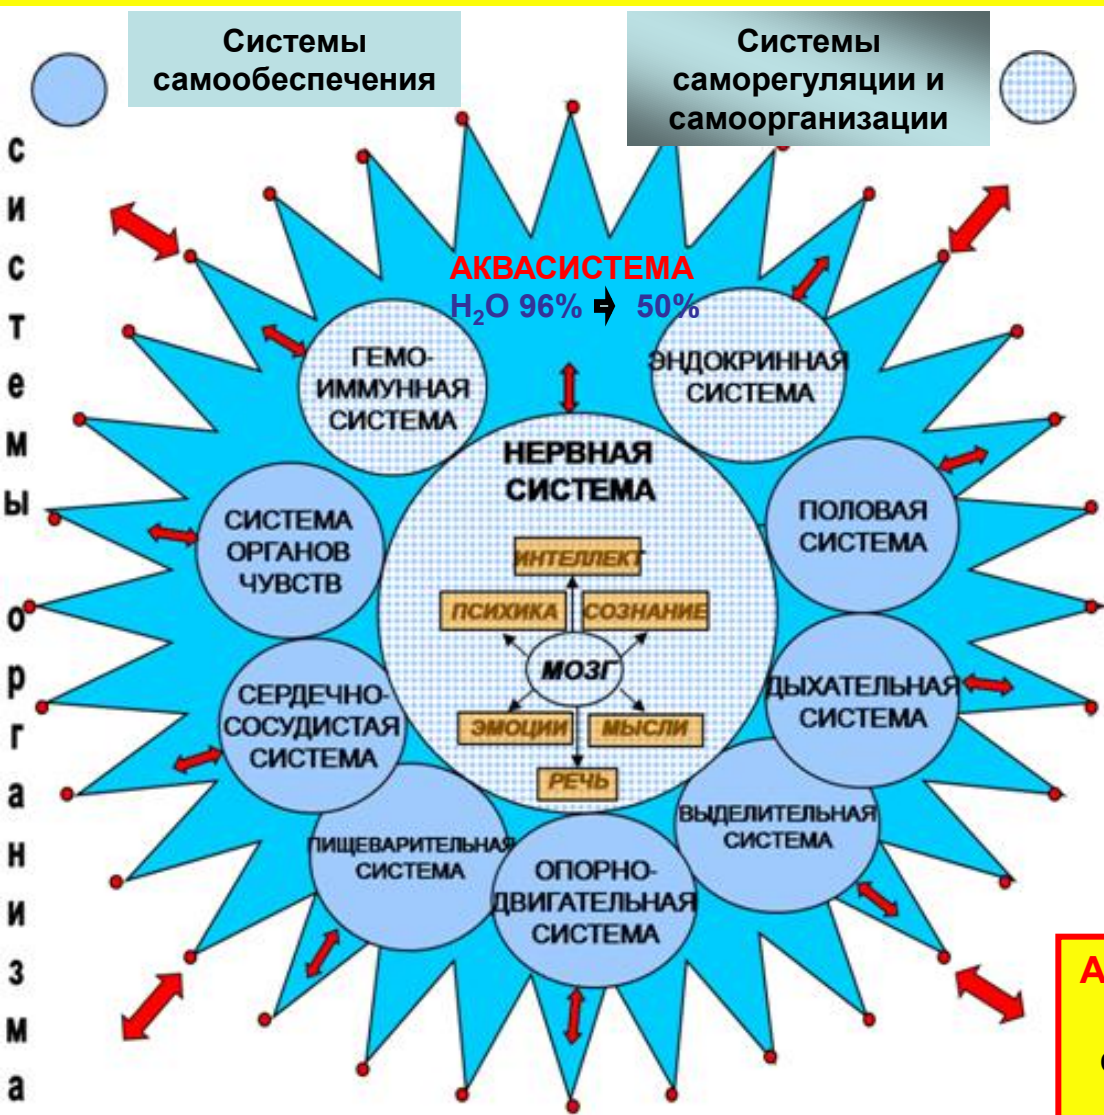 Системы
самообеспечения
Системы
саморегуляции и
самоорганизации
системы организма
АКВАСИСТЕМА
H₂O 96% 50%
ГЕМО-
ИММУННАЯ
СИСТЕМА
ЭНДОКРИННАЯ
СИСТЕМА
НЕРВНАЯ
СИСТЕМА
ИНТЕЛЛЕКТ
ПСИХИКА
СОЗНАНИЕ
МОЗГ
ЭМОЦИИ
МЫСЛИ
РЕЧЬ
СИСТЕМА
ОРГАНОВ
ЧУВСТВ
ПОЛОВАЯ
СИСТЕМА
СЕРДЕЧНО-
СОСУДИСТАЯ
СИСТЕМА
ДЫХАТЕЛЬНАЯ
СИСТЕМА
ПИЩЕВАРИТЕЛЬНАЯ
СИСТЕМА
ВЫДЕЛИТЕЛЬНАЯ
СИСТЕМА
ОПОРНО-
ДВИГАТЕЛЬНАЯ
СИСТЕМА
А